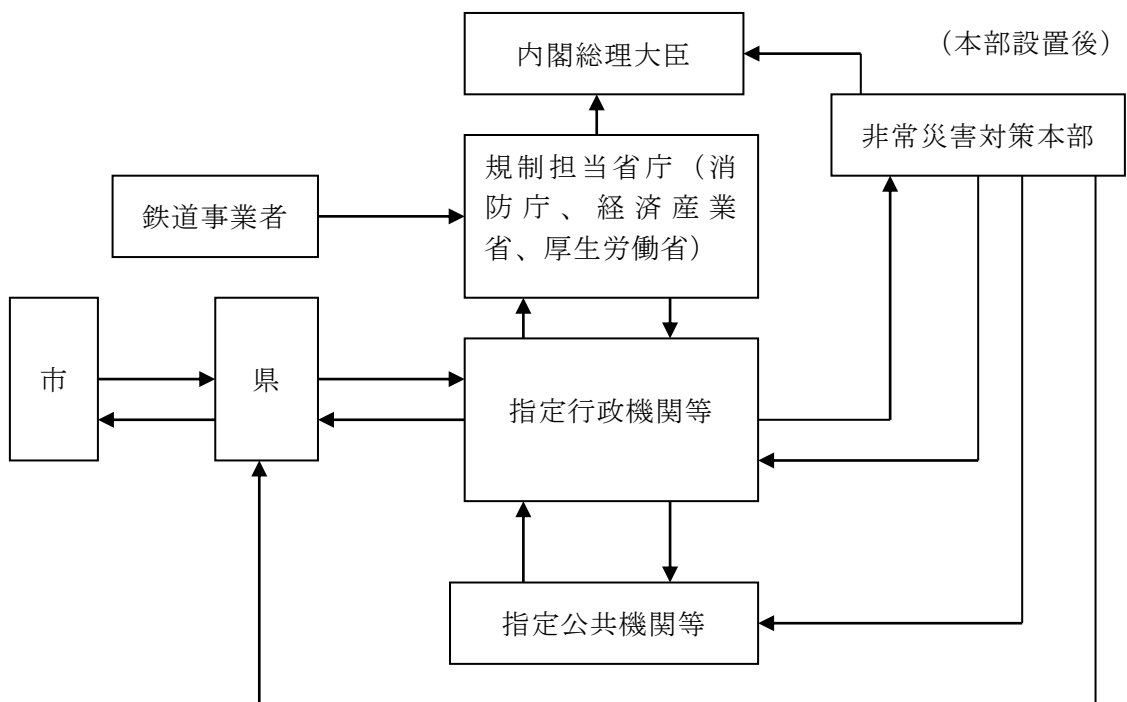 内閣総理大臣
（本部設置後）
非常災害対策本部
規制担当省庁（消
防庁、経済産業
省、厚生労働省）
鉄道事業者
市
県
指定行政機関等
指定公共機関等